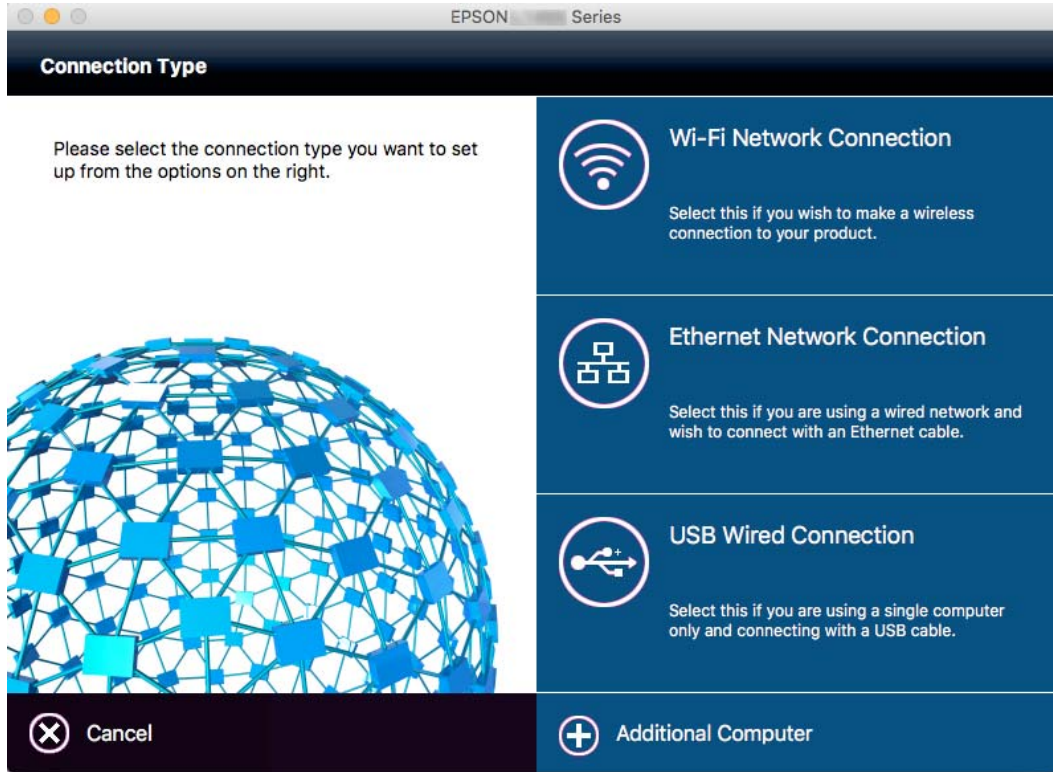 EPSON Series
Connection Type
Please select the connection type you want to set
up from the options on the right.
Wi-Fi Network Connection
Select this if you wish to make a wireless
connection to your product.
Ethernet Network Connection
Select this if you are using a wired network and
wish to connect with an Ethernet cable.
USB Wired Connection
Select this if you are using a single computer
only and connecting with a USB cable.
Cancel
Additional Computer